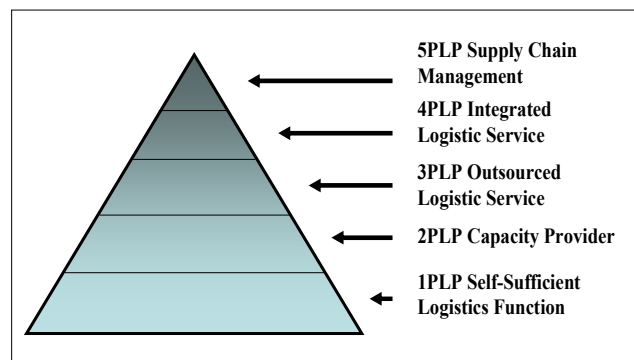 5PLP Supply Chain
Management
4PLP Integrated
Logistic Service
3PLP Outsourced
Logistic Service
2PLP Capacity Provider
1PLP Self-Sufficient
Logistics Function